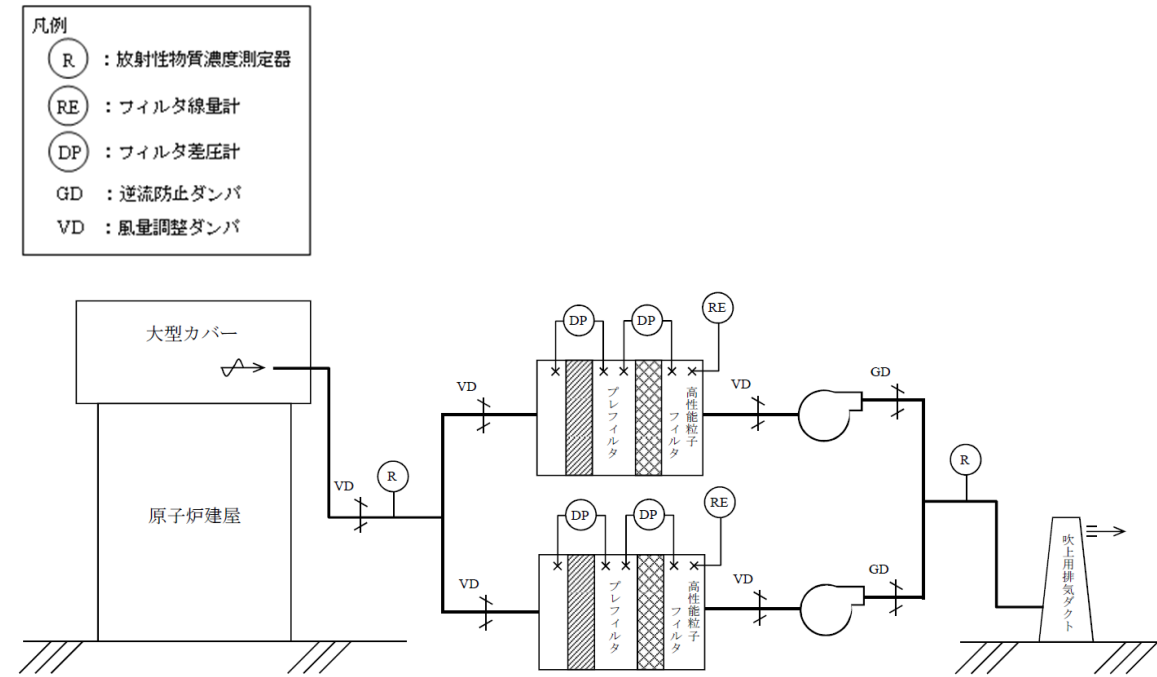 凡例
R :放射性物質濃度測定器
RE :フィルタ線量計
DP :フィルタ差圧計
GD :逆流防止ダンパ
VD :風量調整ダンパ
大型カバー
原子炉建屋
VD
R
VD
DP
DP
RE
プレフィルタ
高性能粒子
フィルタ
VD
GD
VD
DP
DP
RE
プレフィルタ
高性能粒子
フィルタ
VD
GD
R
吹上用排気ダクト